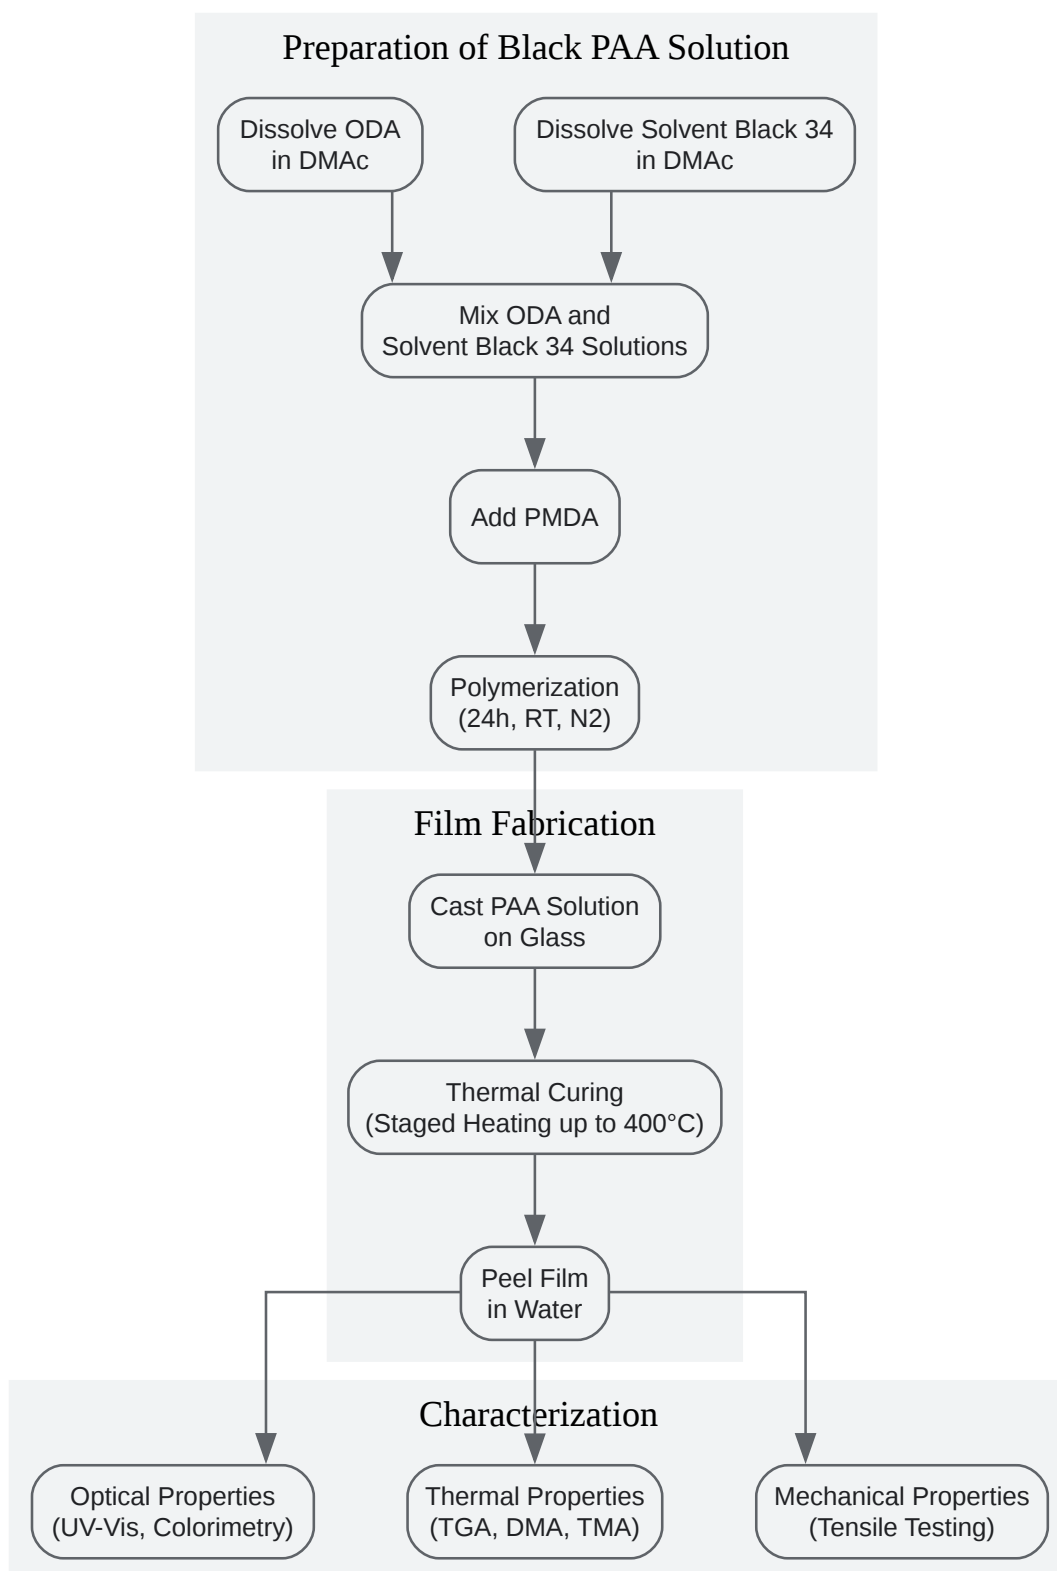 Preparation of Black PAA Solution
Dissolve ODA
in DMAc
Dissolve Solvent Black 34
in DMAc
Mix ODA and
Solvent Black 34 Solutions
Add PMDA
Polymerization
(24h, RT, N2)
Film Fabrication
Cast PAA Solution
on Glass
Thermal Curing
(Staged Heating up to 400°C)
Peel Film
in Water
Characterization
Optical Properties
(UV-Vis, Colorimetry)
Thermal Properties
(TGA, DMA, TMA)
Mechanical Properties
(Tensile Testing)